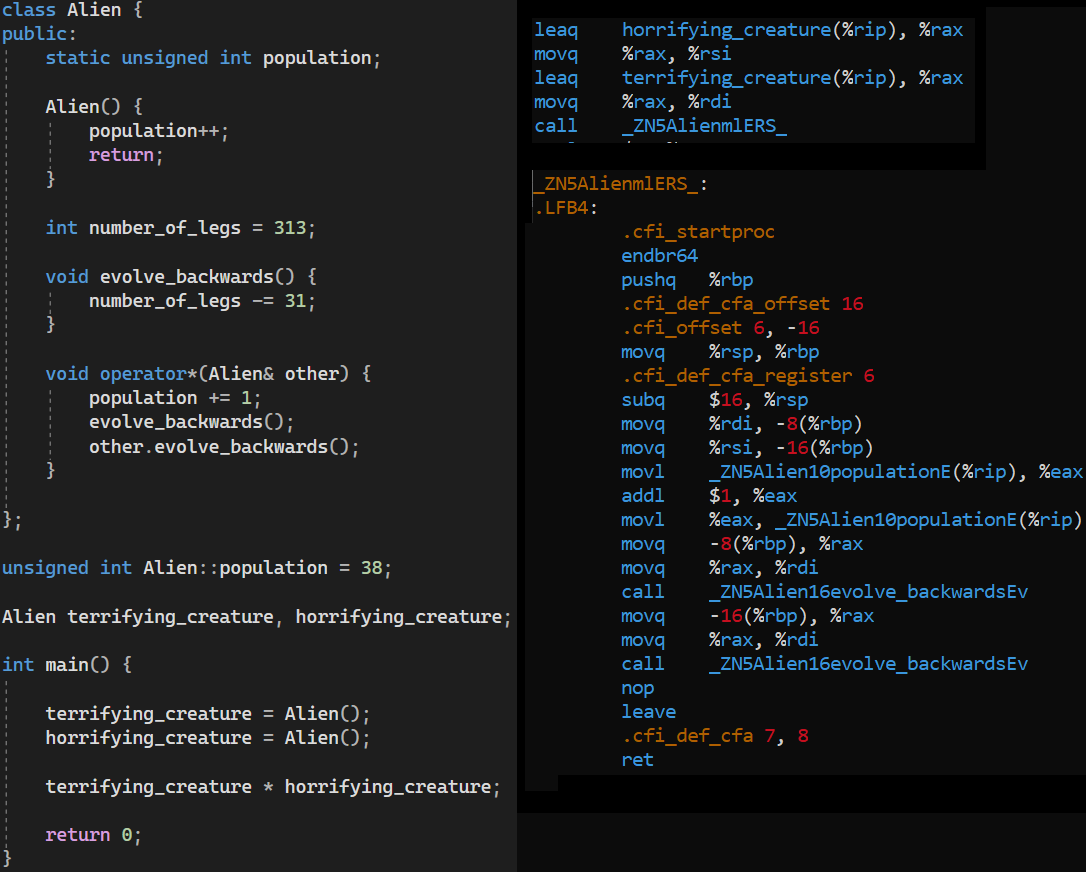 class Alien {
public:
    static unsigned int population;
    Alien() {
        population++;
        return;
    }
    int number_of_legs = 313;
    void evolve_backwards() {
        number_of_legs -= 31;
    }
    void operator*(Alien& other) {
        population += 1;
        evolve_backwards();
        other.evolve_backwards();
    }
};
unsigned int Alien::population = 38;
Alien terrifying_creature, horrifying_creature;
int main() {
    terrifying_creature = Alien();
    horrifying_creature = Alien();
    terrifying_creature * horrifying_creature;
    return 0;
}
leaq    horrifying_creature(%rip), %rax
movq    %rax, %rsi
leaq    terrifying_creature(%rip), %rax
movq    %rax, %rdi
call    _ZN5AlienmlERS_
_ZN5AlienmlERS_:
.LFB4:
        .cfi_startproc
        endbr64
        pushq   %rbp
        .cfi_def_cfa_offset 16
        .cfi_offset 6, -16
        movq    %rsp, %rbp
        .cfi_def_cfa_register 6
        subq    $16, %rsp
        movq    %rdi, -8(%rbp)
        movq    %rsi, -16(%rbp)
        movl    _ZN5Alien10populationE(%rip), %eax
        addl    $1, %eax
        movl    %eax, _ZN5Alien10populationE(%rip)
        movq    -8(%rbp), %rax
        movq    %rax, %rdi
        call    _ZN5Alien16evolve_backwardsEv
        movq    -16(%rbp), %rax
        movq    %rax, %rdi
        call    _ZN5Alien16evolve_backwardsEv
        nop
        leave
        .cfi_def_cfa 7, 8
        ret